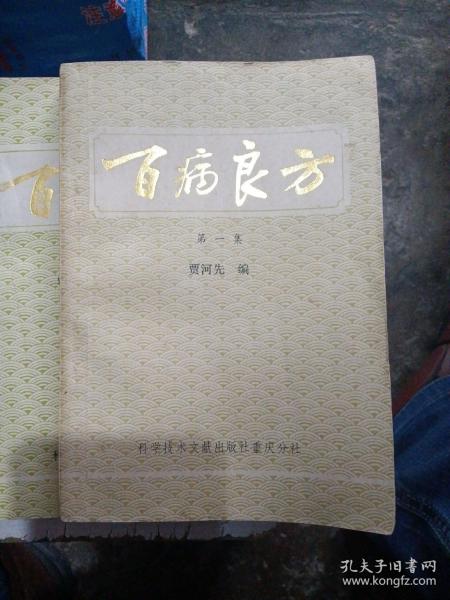 百病良方
第一集
贾河先 编
科学技术文献出版社重庆分社
百
孔夫子旧书网
www.kongfz.com